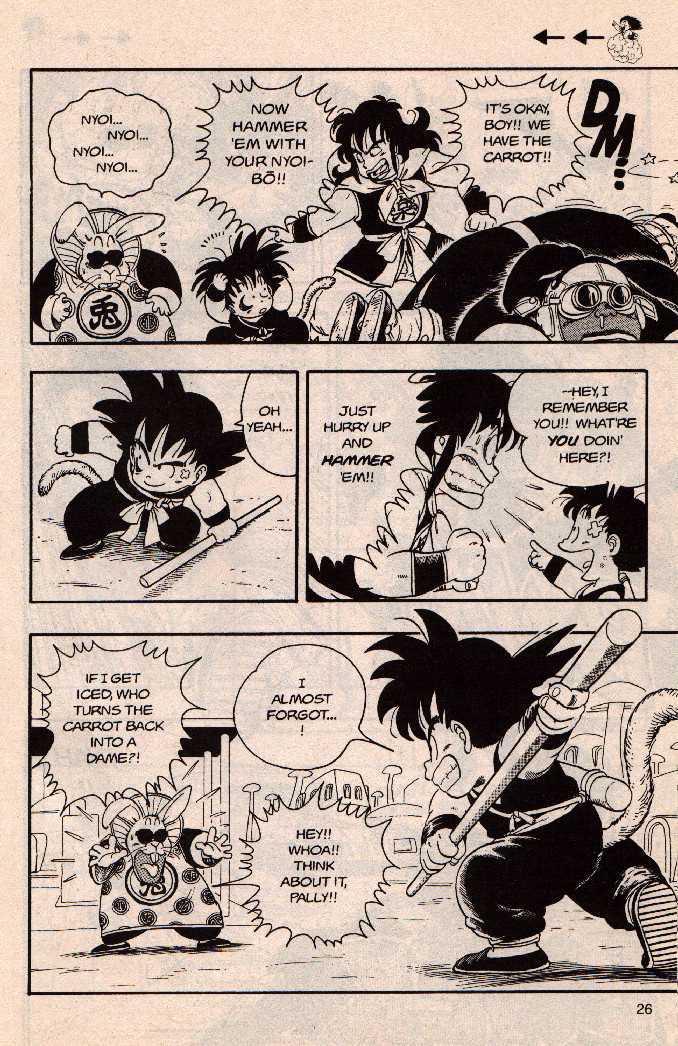 DM...
IT'S OKAY,
BOY!! WE
HAVE THE
CARROT!!
NOW
HAMMER
'EM WITH
YOUR NYOI-
BŌ!!
NYOI...
NYOI...
NYOI...
NYOI...
兎
--HEY, I
REMEMBER
YOU!! WHAT'RE
YOU DOIN'
HERE?!
JUST
HURRY UP
AND
HAMMER
'EM!!
OH
YEAH...
I
ALMOST
FORGOT...
!
HEY!!
WHOA!!
THINK
ABOUT IT,
PALLY!!
IF I GET
ICED, WHO
TURNS THE
CARROT BACK
INTO A
DAME?!
兎
26